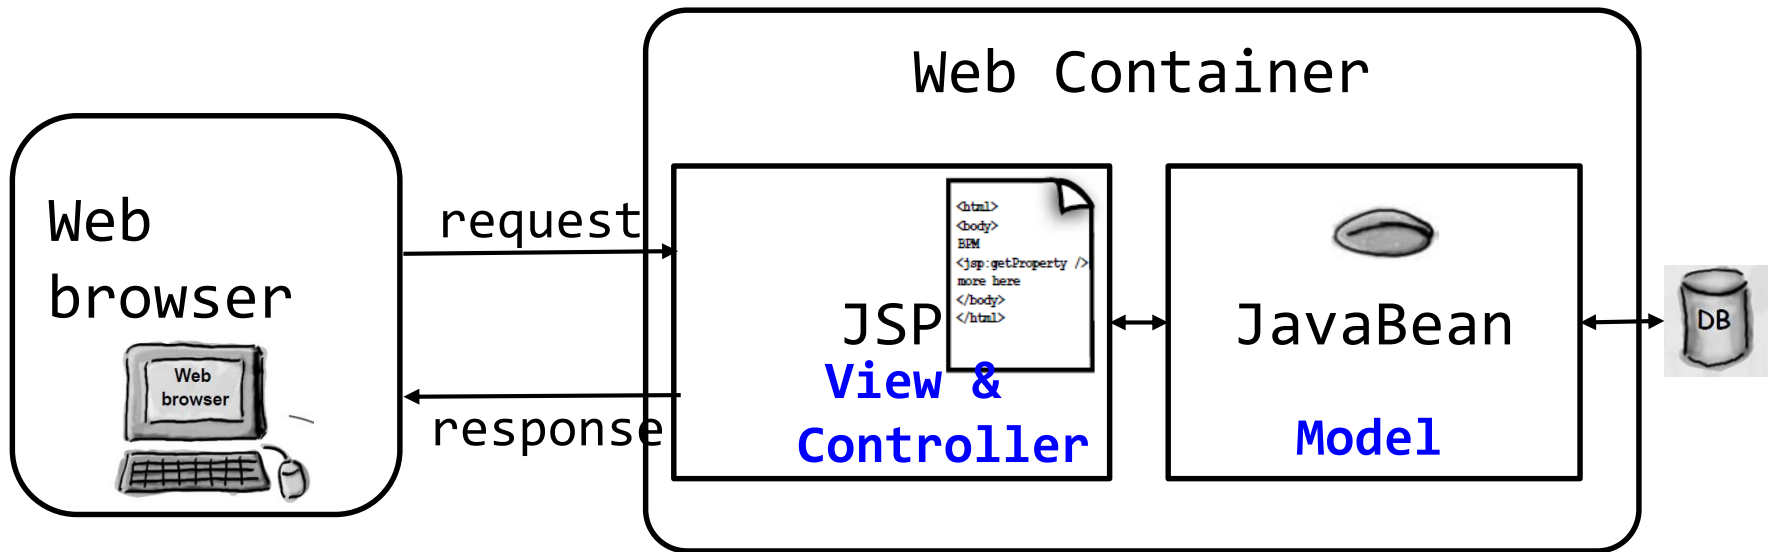 Web Container
Web
browser
Web
browser
request
response
<html>
<body>
BPM
<jsp:getProperty />
more here
</body>
</html>
JSP
View &
Controller
JavaBean
Model
DB